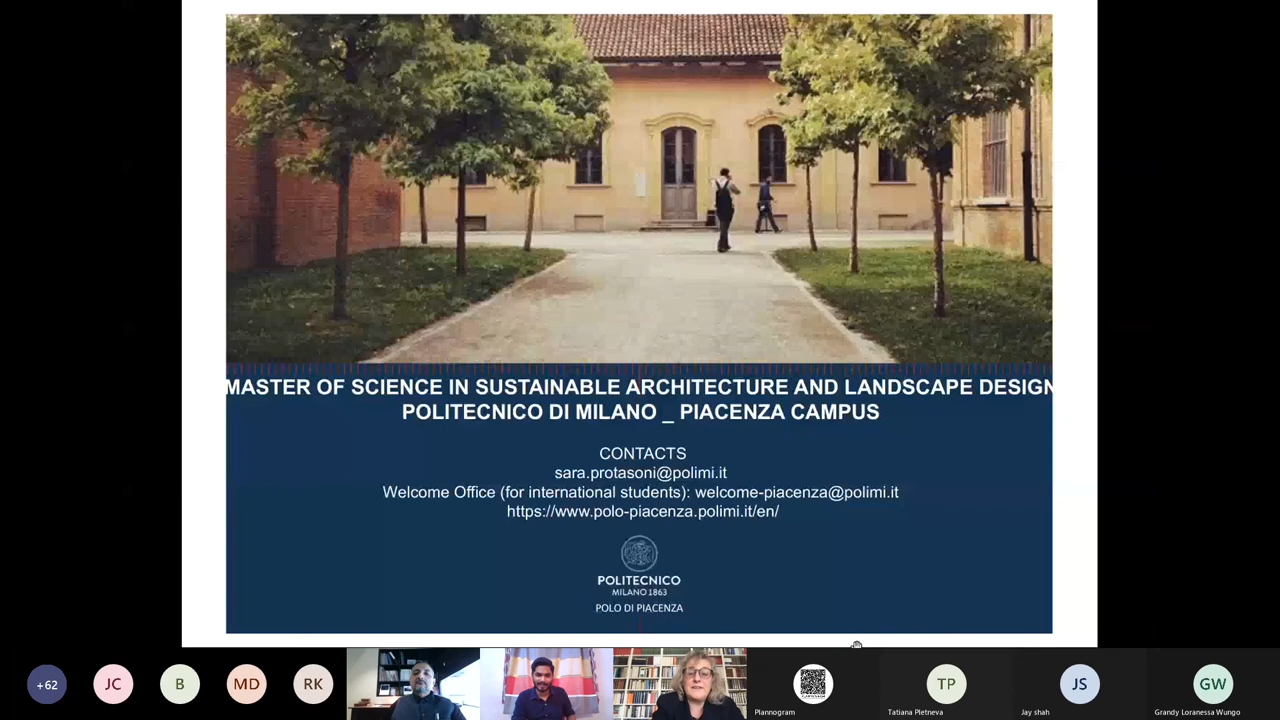 MASTER OF SCIENCE IN SUSTAINABLE ARCHITECTURE AND LANDSCAPE DESIGN
POLITECNICO DI MILANO _ PIACENZA CAMPUS
CONTACTS
sara.protasoni@polimi.it
Welcome Office (for international students): welcome-piacenza@polimi.it
https://www.polo-piacenza.polimi.it/en/
POLITECNICO
MILANO 1863
POLO DI PIACENZA
+62
JC
B
MD
RK
TP
JS
GW
Plannogram
Tatiana Pletneva
Jay shah
Grandy Loranessa Wungo